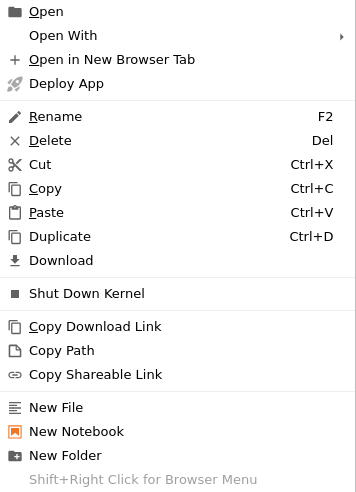 Open
Open With
Open in New Browser Tab
Deploy App
Rename F2
Delete Del
Cut Ctrl+X
Copy Ctrl+C
Paste Ctrl+V
Duplicate Ctrl+D
Download
Shut Down Kernel
Copy Download Link
Copy Path
Copy Shareable Link
New File
New Notebook
New Folder
Shift+Right Click for Browser Menu